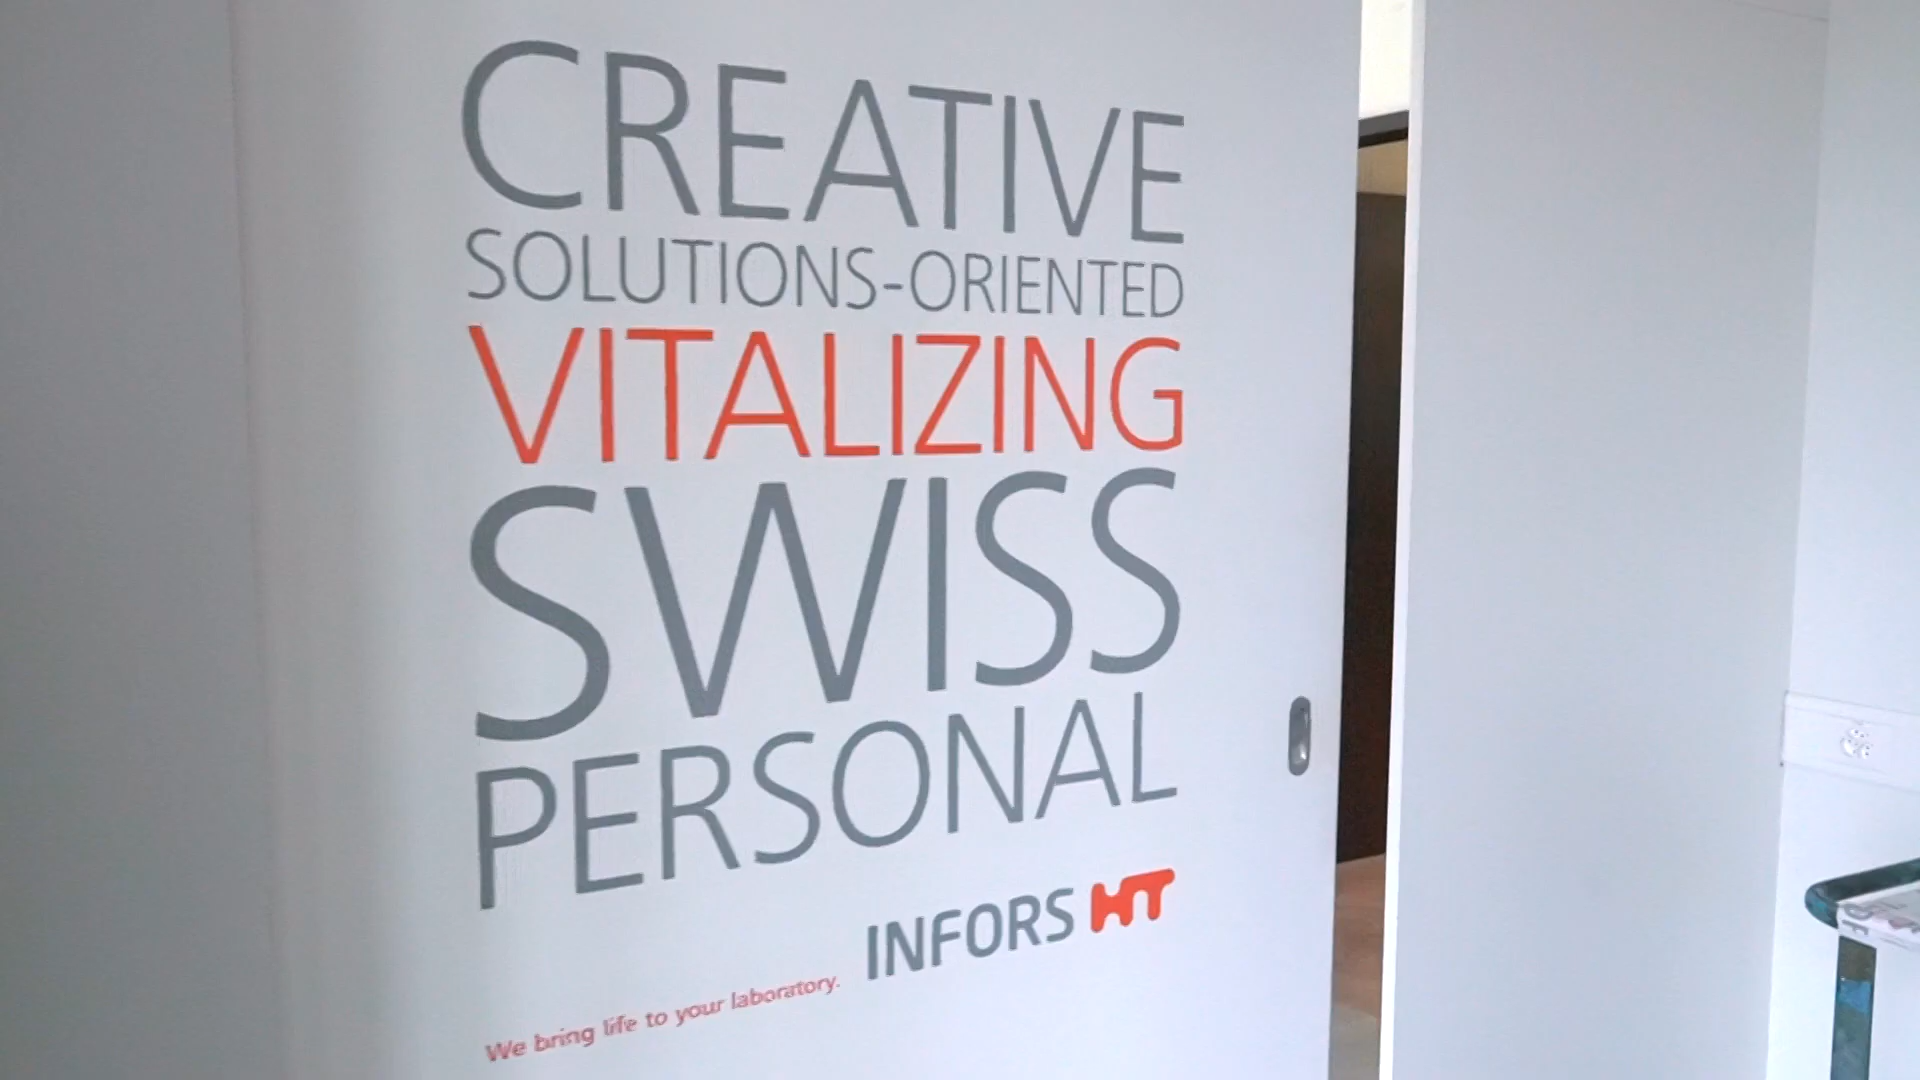 CREATIVE
SOLUTIONS-ORIENTED
VITALIZING
SWISS
PERSONAL
INFORS HT
We bring life to your laboratory.